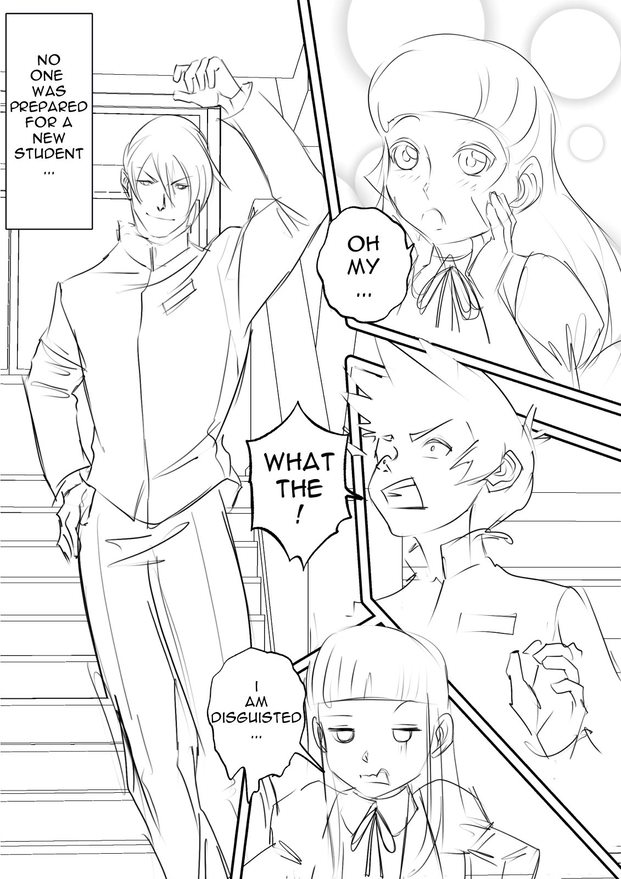 NO
ONE
WAS
PREPARED
FOR A
NEW
STUDENT
...
OH
MY
...
WHAT
THE
!
I
AM
DISGUISTED
...